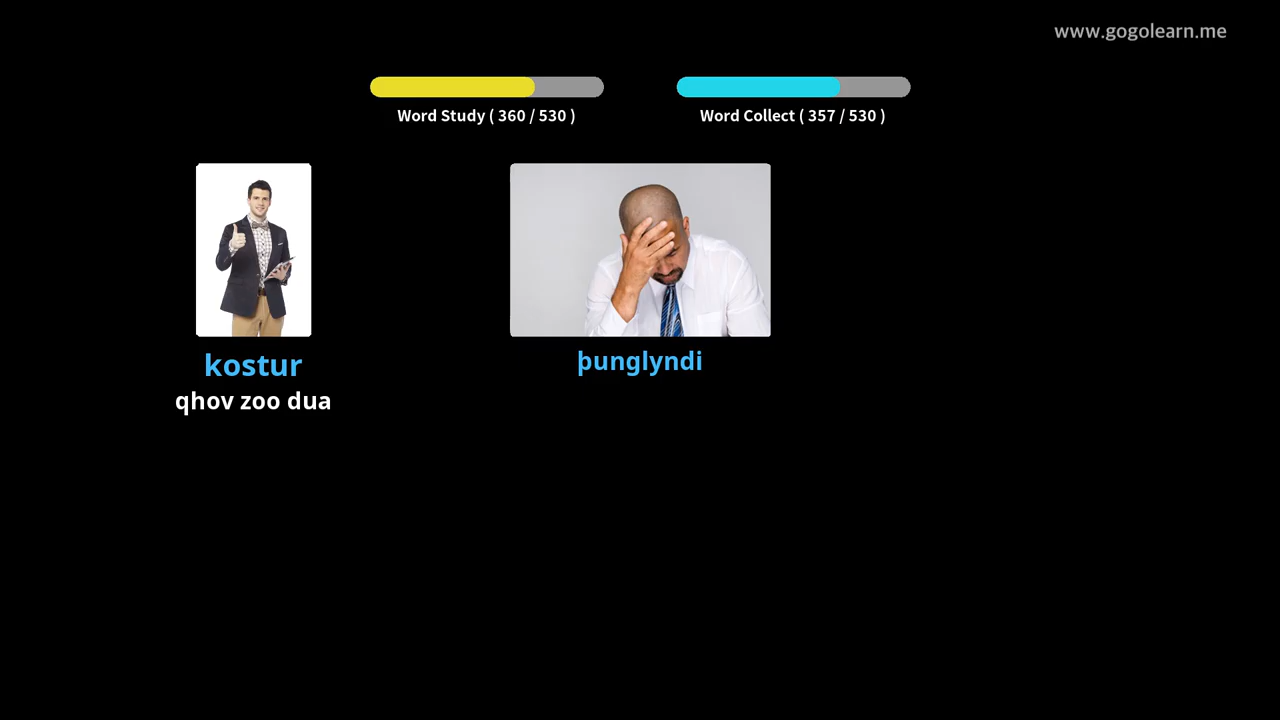 www.gogolearn.me
Word Study ( 360 / 530 )
Word Collect ( 357 / 530 )
kostur
qhov zoo dua
þunglyndi